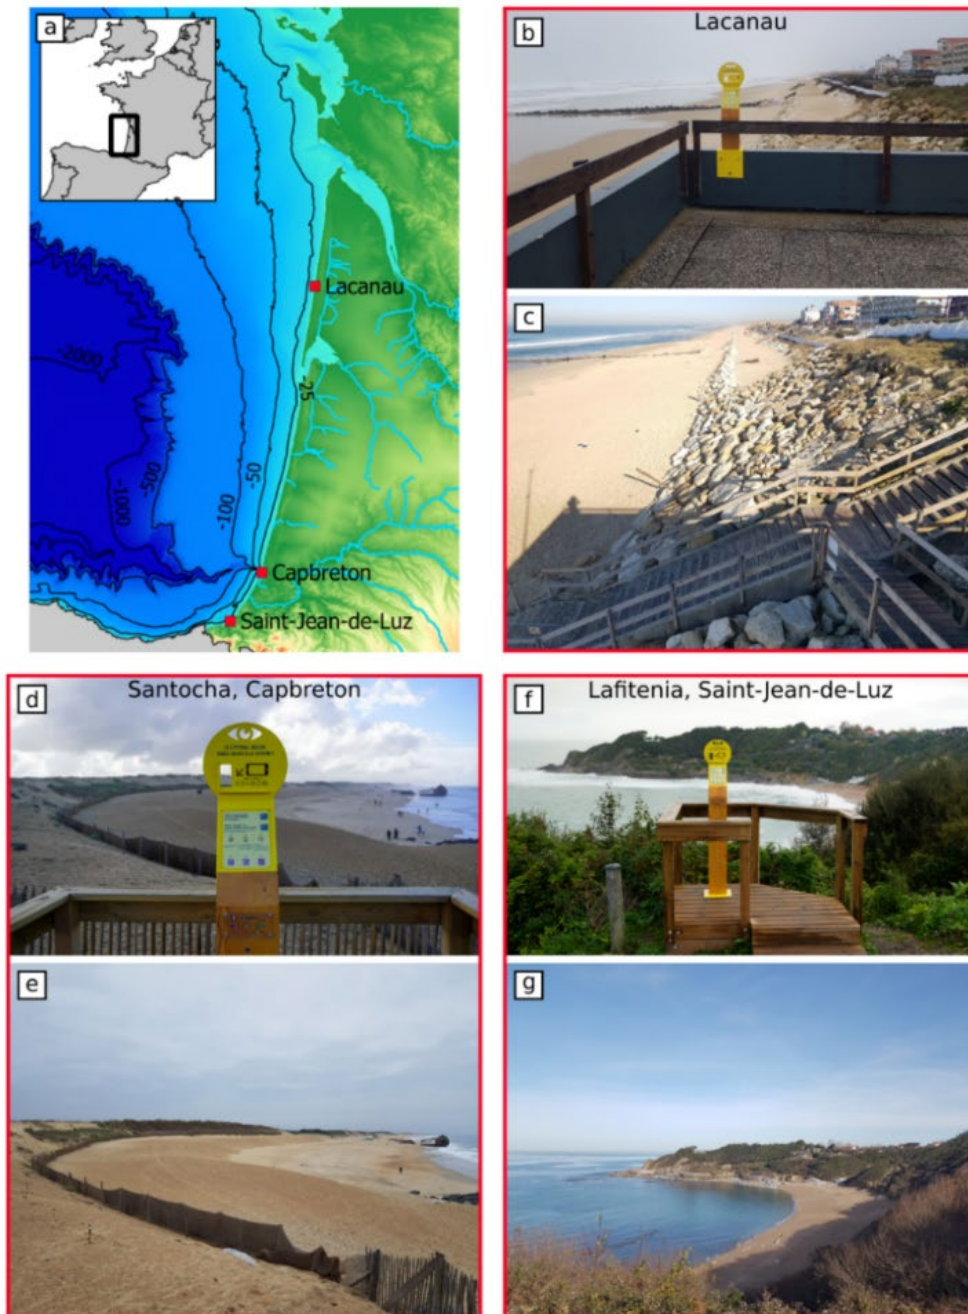 a
Lacanau
-2000
-500
-1000
-100
-50
-25
Capbreton
Saint-Jean-de-Luz
b
Lacanau
c
d
Santocha, Capbreton
e
f
Lafitenia, Saint-Jean-de-Luz
g